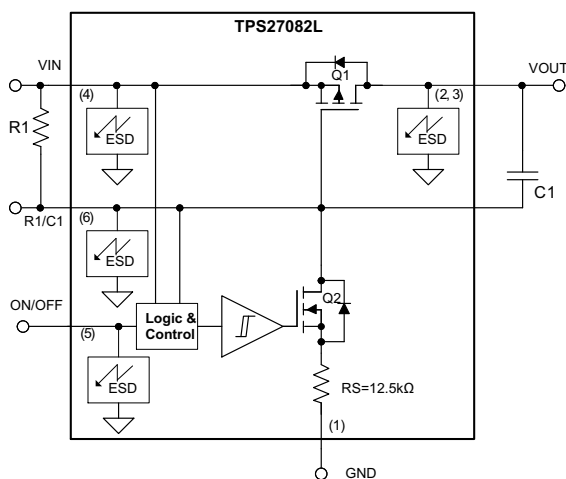 TPS27082L
VIN
Q1
VOUT
(4)
(2, 3)
R1
ESD
ESD
C1
R1/C1
(6)
ESD
ON/OFF
Q2
(5)
Logic &
Control
ESD
RS=12.5kΩ
(1)
GND